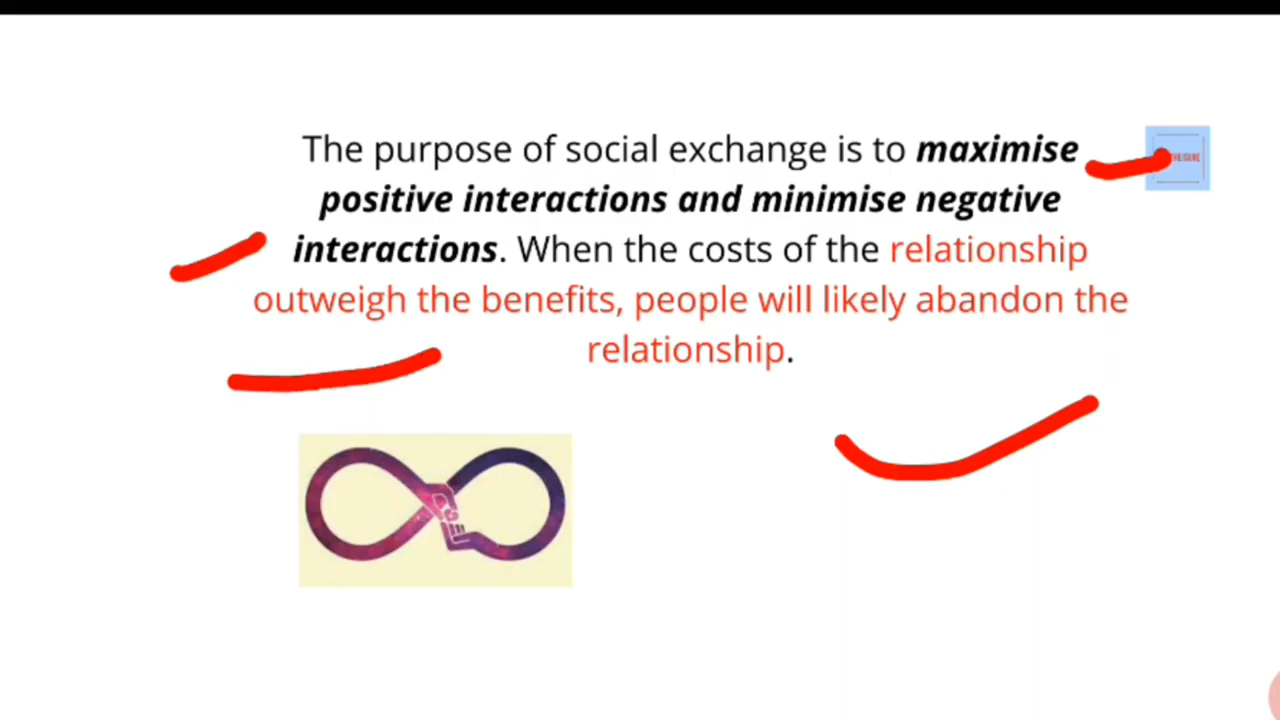 The purpose of social exchange is to maximise
positive interactions and minimise negative
interactions. When the costs of the relationship
outweigh the benefits, people will likely abandon the
relationship.